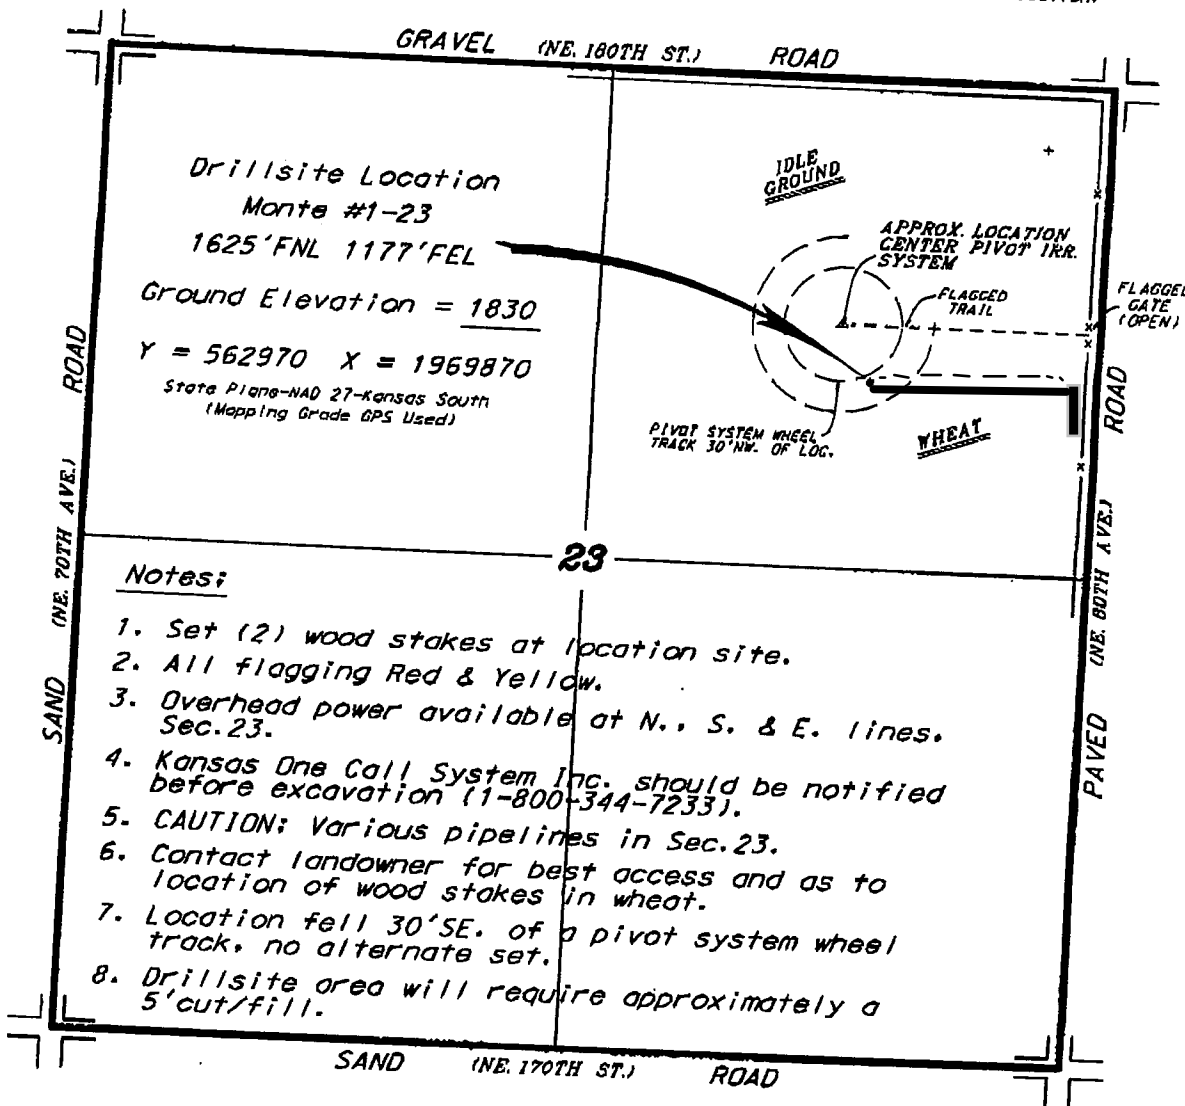 GRAVEL (NE. 180TH ST.) ROAD
Drillsite Location
Monte #1-23
1625'FNL 1177'FEL
Ground Elevation = 1830
Y = 562970 X = 1969870
State Plane-NAD 27-Kansas South
(Mapping Grade GPS Used)
IDLE
GROUND
APPROX. LOCATION
CENTER PIVOT IRR.
SYSTEM
FLAGGED
TRAIL
FLAGGED
GATE
(OPEN)
PIVOT SYSTEM WHEEL
TRACK 30'NW. OF LOC.
WHEAT
SAND (NE. 70TH AVE.) ROAD
PAVED (NE. 80TH AVE.) ROAD
23
Notes:
1. Set (2) wood stakes at location site.
2. All flagging Red & Yellow.
3. Overhead power available at N., S. & E. lines.
Sec.23.
4. Kansas One Call System Inc. should be notified
before excavation (1-800-344-7233).
5. CAUTION: Various pipelines in Sec.23.
6. Contact landowner for best access and as to
location of wood stakes in wheat.
7. Location fell 30'SE. of a pivot system wheel
track, no alternate set.
8. Drillsite area will require approximately a
5'cut/fill.
SAND (NE. 170TH ST.) ROAD